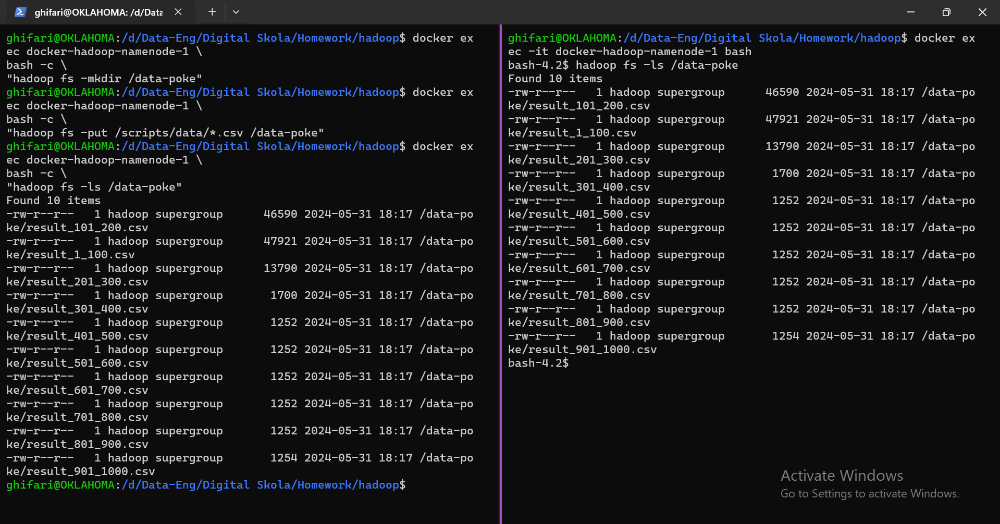 ghifari@OKLAHOMA: /d/Data
ghifari@OKLAHOMA:/d/Data-Eng/Digital Skola/Homework/hadoop$ docker ex
ec docker-hadoop-namenode-1 \
bash -c \
"hadoop fs -mkdir /data-poke"
ghifari@OKLAHOMA:/d/Data-Eng/Digital Skola/Homework/hadoop$ docker ex
ec docker-hadoop-namenode-1 \
bash -c \
"hadoop fs -put /scripts/data/*.csv /data-poke"
ghifari@OKLAHOMA:/d/Data-Eng/Digital Skola/Homework/hadoop$ docker ex
ec docker-hadoop-namenode-1 \
bash -c \
"hadoop fs -ls /data-poke"
Found 10 items
-rw-r--r--   1 hadoop supergroup      46590 2024-05-31 18:17 /data-po
ke/result_101_200.csv
-rw-r--r--   1 hadoop supergroup      47921 2024-05-31 18:17 /data-po
ke/result_1_100.csv
-rw-r--r--   1 hadoop supergroup      13790 2024-05-31 18:17 /data-po
ke/result_201_300.csv
-rw-r--r--   1 hadoop supergroup       1700 2024-05-31 18:17 /data-po
ke/result_301_400.csv
-rw-r--r--   1 hadoop supergroup       1252 2024-05-31 18:17 /data-po
ke/result_401_500.csv
-rw-r--r--   1 hadoop supergroup       1252 2024-05-31 18:17 /data-po
ke/result_501_600.csv
-rw-r--r--   1 hadoop supergroup       1252 2024-05-31 18:17 /data-po
ke/result_601_700.csv
-rw-r--r--   1 hadoop supergroup       1252 2024-05-31 18:17 /data-po
ke/result_701_800.csv
-rw-r--r--   1 hadoop supergroup       1252 2024-05-31 18:17 /data-po
ke/result_801_900.csv
-rw-r--r--   1 hadoop supergroup       1254 2024-05-31 18:17 /data-po
ke/result_901_1000.csv
ghifari@OKLAHOMA:/d/Data-Eng/Digital Skola/Homework/hadoop$
ghifari@OKLAHOMA:/d/Data-Eng/Digital Skola/Homework/hadoop$ docker ex
ec -it docker-hadoop-namenode-1 bash
bash-4.2$ hadoop fs -ls /data-poke
Found 10 items
-rw-r--r--   1 hadoop supergroup      46590 2024-05-31 18:17 /data-po
ke/result_101_200.csv
-rw-r--r--   1 hadoop supergroup      47921 2024-05-31 18:17 /data-po
ke/result_1_100.csv
-rw-r--r--   1 hadoop supergroup      13790 2024-05-31 18:17 /data-po
ke/result_201_300.csv
-rw-r--r--   1 hadoop supergroup       1700 2024-05-31 18:17 /data-po
ke/result_301_400.csv
-rw-r--r--   1 hadoop supergroup       1252 2024-05-31 18:17 /data-po
ke/result_401_500.csv
-rw-r--r--   1 hadoop supergroup       1252 2024-05-31 18:17 /data-po
ke/result_501_600.csv
-rw-r--r--   1 hadoop supergroup       1252 2024-05-31 18:17 /data-po
ke/result_601_700.csv
-rw-r--r--   1 hadoop supergroup       1252 2024-05-31 18:17 /data-po
ke/result_701_800.csv
-rw-r--r--   1 hadoop supergroup       1252 2024-05-31 18:17 /data-po
ke/result_801_900.csv
-rw-r--r--   1 hadoop supergroup       1254 2024-05-31 18:17 /data-po
ke/result_901_1000.csv
bash-4.2$
Activate Windows
Go to Settings to activate Windows.